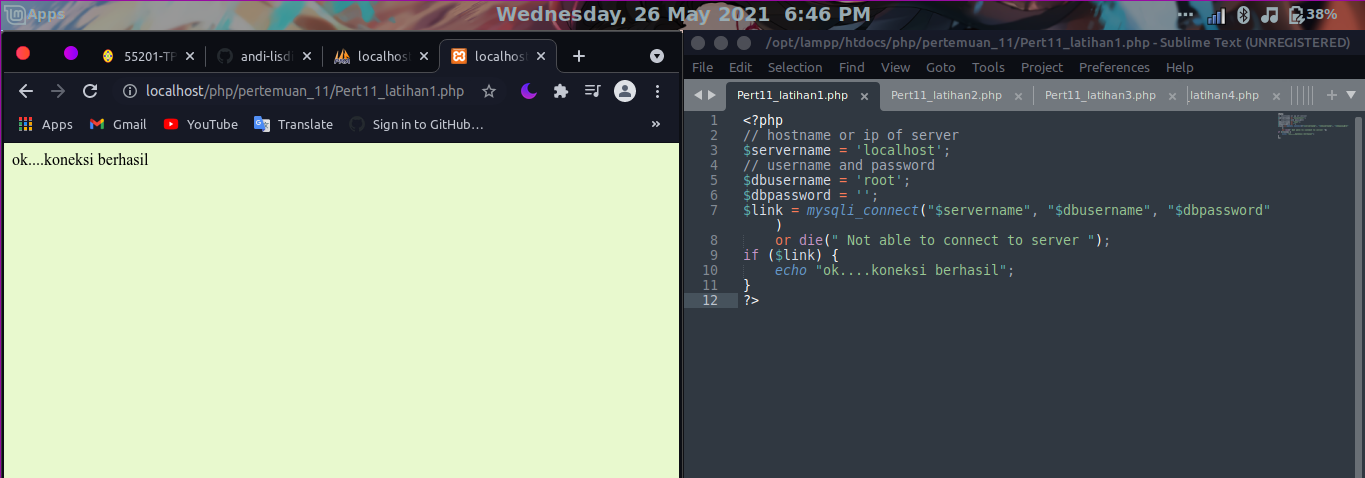 Apps
Wednesday, 26 May 2021 6:46 PM
38%
55201-TP
andi-lisdi
localhos
localhos
localhost/php/pertemuan_11/Pert11_latihan1.php
Apps
Gmail
YouTube
Translate
Sign in to GitHub…
»
ok....koneksi berhasil
/opt/lampp/htdocs/php/pertemuan_11/Pert11_latihan1.php - Sublime Text (UNREGISTERED)
File Edit Selection Find View Goto Tools Project Preferences Help
Pert11_latihan1.php
Pert11_latihan2.php
Pert11_latihan3.php
latihan4.php
1 <?php
2 // hostname or ip of server
3 $servername = 'localhost';
4 // username and password
5 $dbusername = 'root';
6 $dbpassword = '';
7 $link = mysqli_connect("$servername", "$dbusername", "$dbpassword"
)
8 or die(" Not able to connect to server ");
9 if ($link) {
10 echo "ok....koneksi berhasil";
11 }
12 ?>